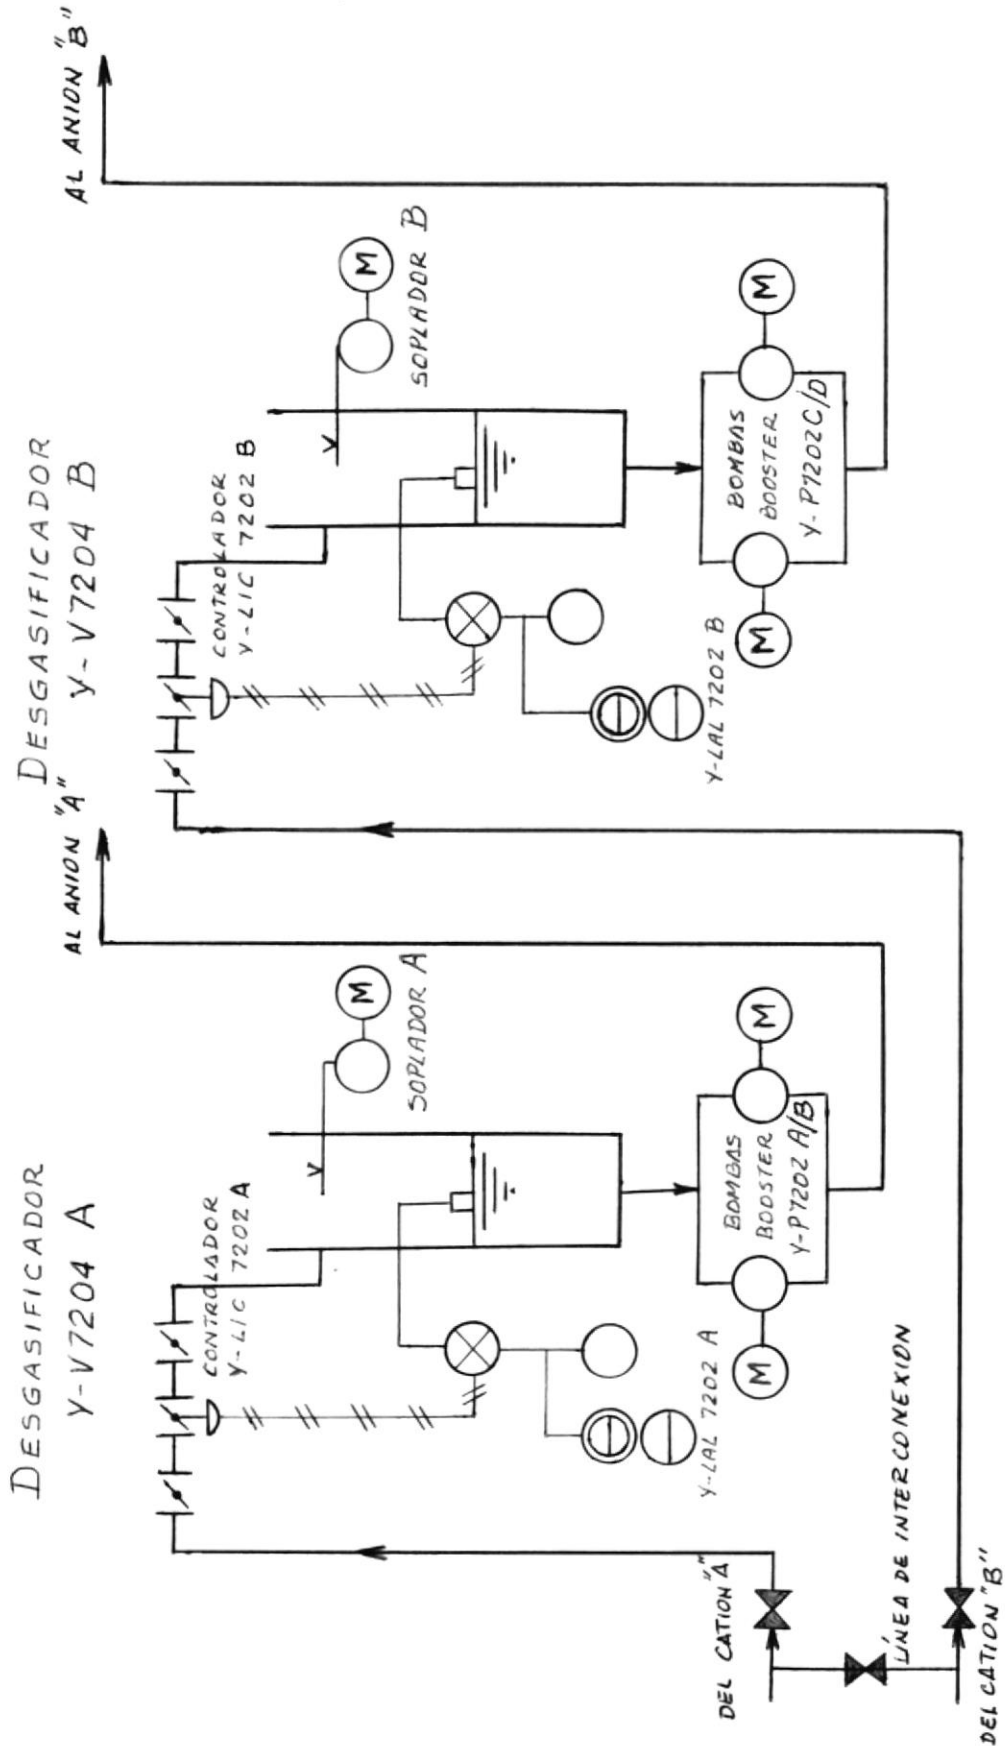 DESGASIFICADOR
Y-V7204 A
DESGASIFICADOR
Y-V7204 B
AL ANION "A"
AL ANION "B"
CONTROLADOR
Y-LIC 7202 A
M
SOPLADOR A
CONTROLADOR
Y-LIC 7202 B
M
SOPLADOR B
Y-LAL 7202 A
M
BOMBAS
BOOSTER
Y-P7202 A/B
M
Y-LAL 7202 B
M
BOMBAS
BOOSTER
Y-P7202 C/D
M
DEL CATION "A"
LÍNEA DE INTERCONEXION
DEL CATION "B"